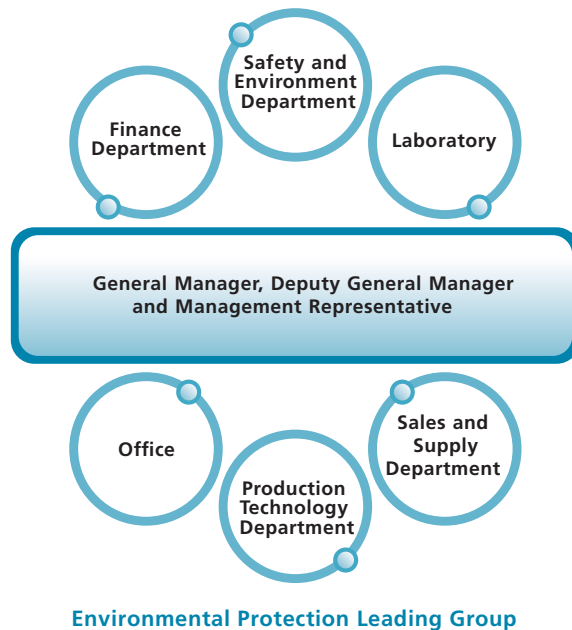 Safety and
Environment
Department
Finance
Department
Laboratory
General Manager, Deputy General Manager
and Management Representative
Office
Sales and
Supply
Department
Production
Technology
Department
Environmental Protection Leading Group